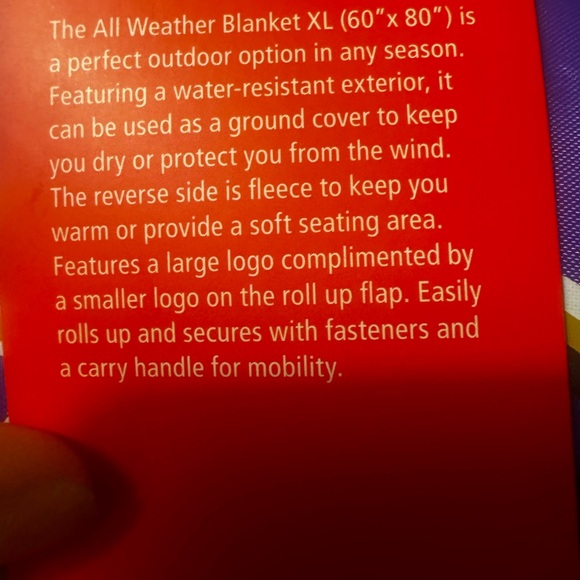 The All Weather Blanket XL (60”x 80”) is
a perfect outdoor option in any season.
Featuring a water-resistant exterior, it
can be used as a ground cover to keep
you dry or protect you from the wind.
The reverse side is fleece to keep you
warm or provide a soft seating area.
Features a large logo complimented by
a smaller logo on the roll up flap. Easily
rolls up and secures with fasteners and
a carry handle for mobility.